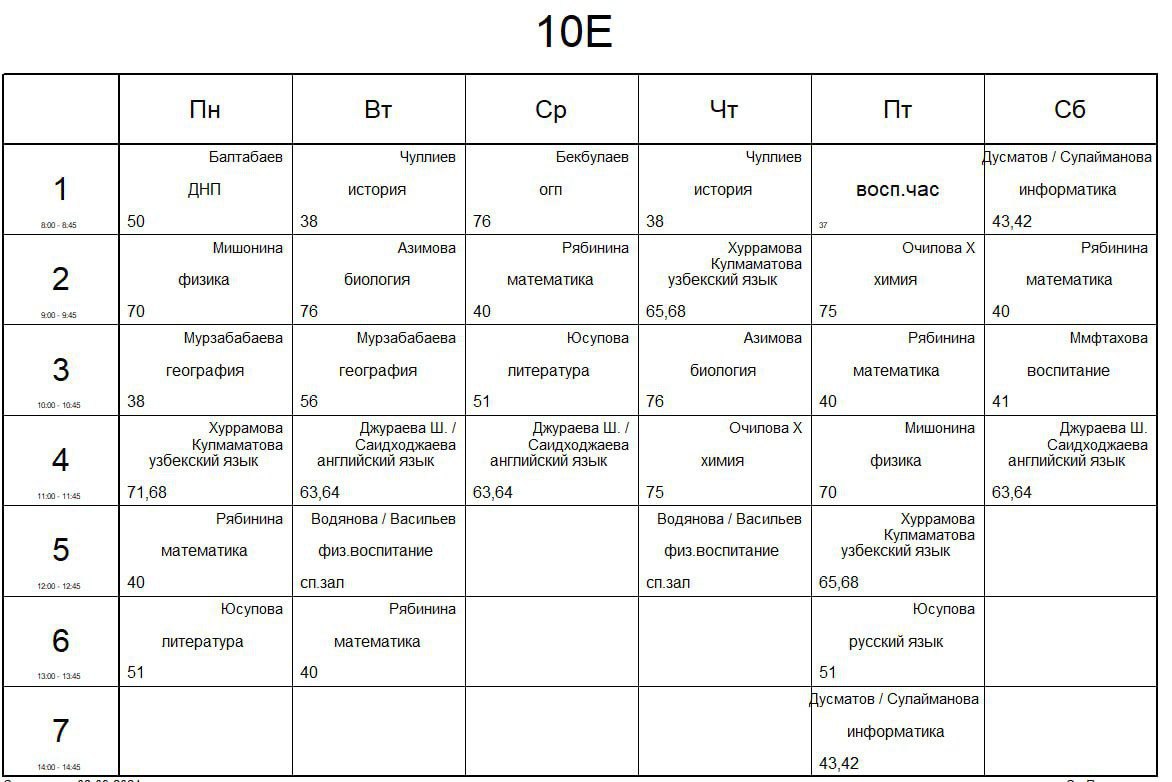 10Е
Пн Вт Ср Чт Пт Сб
1
8:00 - 8:45
Балтабаев
ДНП
50
Чуллиев
история
38
Бекбулаев
огп
76
Чуллиев
история
38
восп.час
37
Дусматов / Сулайманова
информатика
43,42
2
9:00 - 9:45
Мишонина
физика
70
Азимова
биология
76
Рябинина
математика
40
Хуррамова
Кулмаматова
узбекский язык
65,68
Очилова Х
химия
75
Рябинина
математика
40
3
10:00 - 10:45
Мурзабабаева
география
38
Мурзабабаева
география
56
Юсупова
литература
51
Азимова
биология
76
Рябинина
математика
40
Ммфтахова
воспитание
41
4
11:00 - 11:45
Хуррамова
Кулмаматова
узбекский язык
71,68
Джураева Ш. /
Саидходжаева
английский язык
63,64
Джураева Ш. /
Саидходжаева
английский язык
63,64
Очилова Х
химия
75
Мишонина
физика
70
Джураева Ш.
Саидходжаева
английский язык
63,64
5
12:00 - 12:45
Рябинина
математика
40
Водянова / Васильев
физ.воспитание
сп.зал
Водянова / Васильев
физ.воспитание
сп.зал
Хуррамова
Кулмаматова
узбекский язык
65,68
6
13:00 - 13:45
Юсупова
литература
51
Рябинина
математика
40
Юсупова
русский язык
51
7
14:00 - 14:45
Дусматов / Сулайманова
информатика
43,42